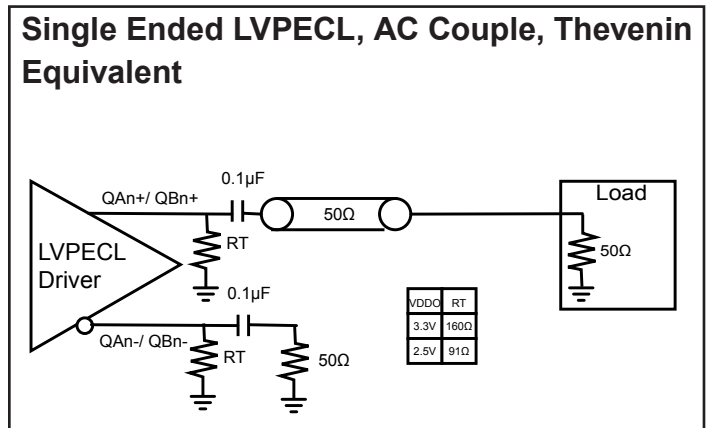 Single Ended LVPECL, AC Couple, Thevenin
Equivalent
0.1µF
QAn+/ QBn+
50Ω
Load
LVPECL
Driver
RT
50Ω
0.1µF
QAn-/ QBn-
RT
50Ω
VDDO RT
3.3V 160Ω
2.5V 91Ω